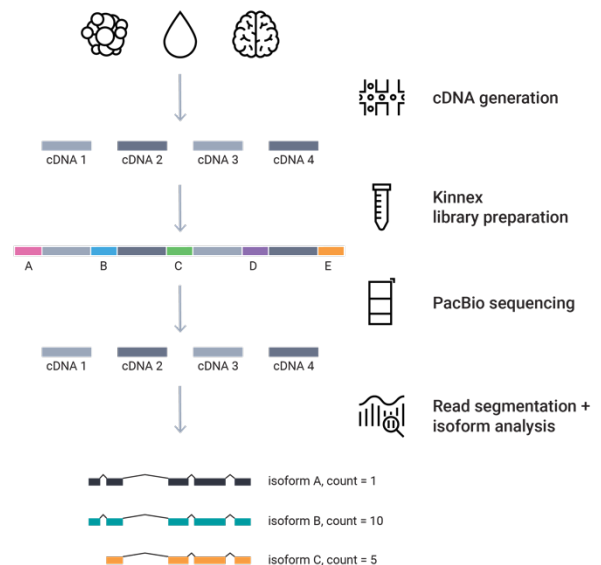 cDNA generation
cDNA 1 cDNA 2 cDNA 3 cDNA 4
Kinnex
library preparation
A B C D E
PacBio sequencing
cDNA 1 cDNA 2 cDNA 3 cDNA 4
Read segmentation +
isoform analysis
isoform A, count = 1
isoform B, count = 10
isoform C, count = 5